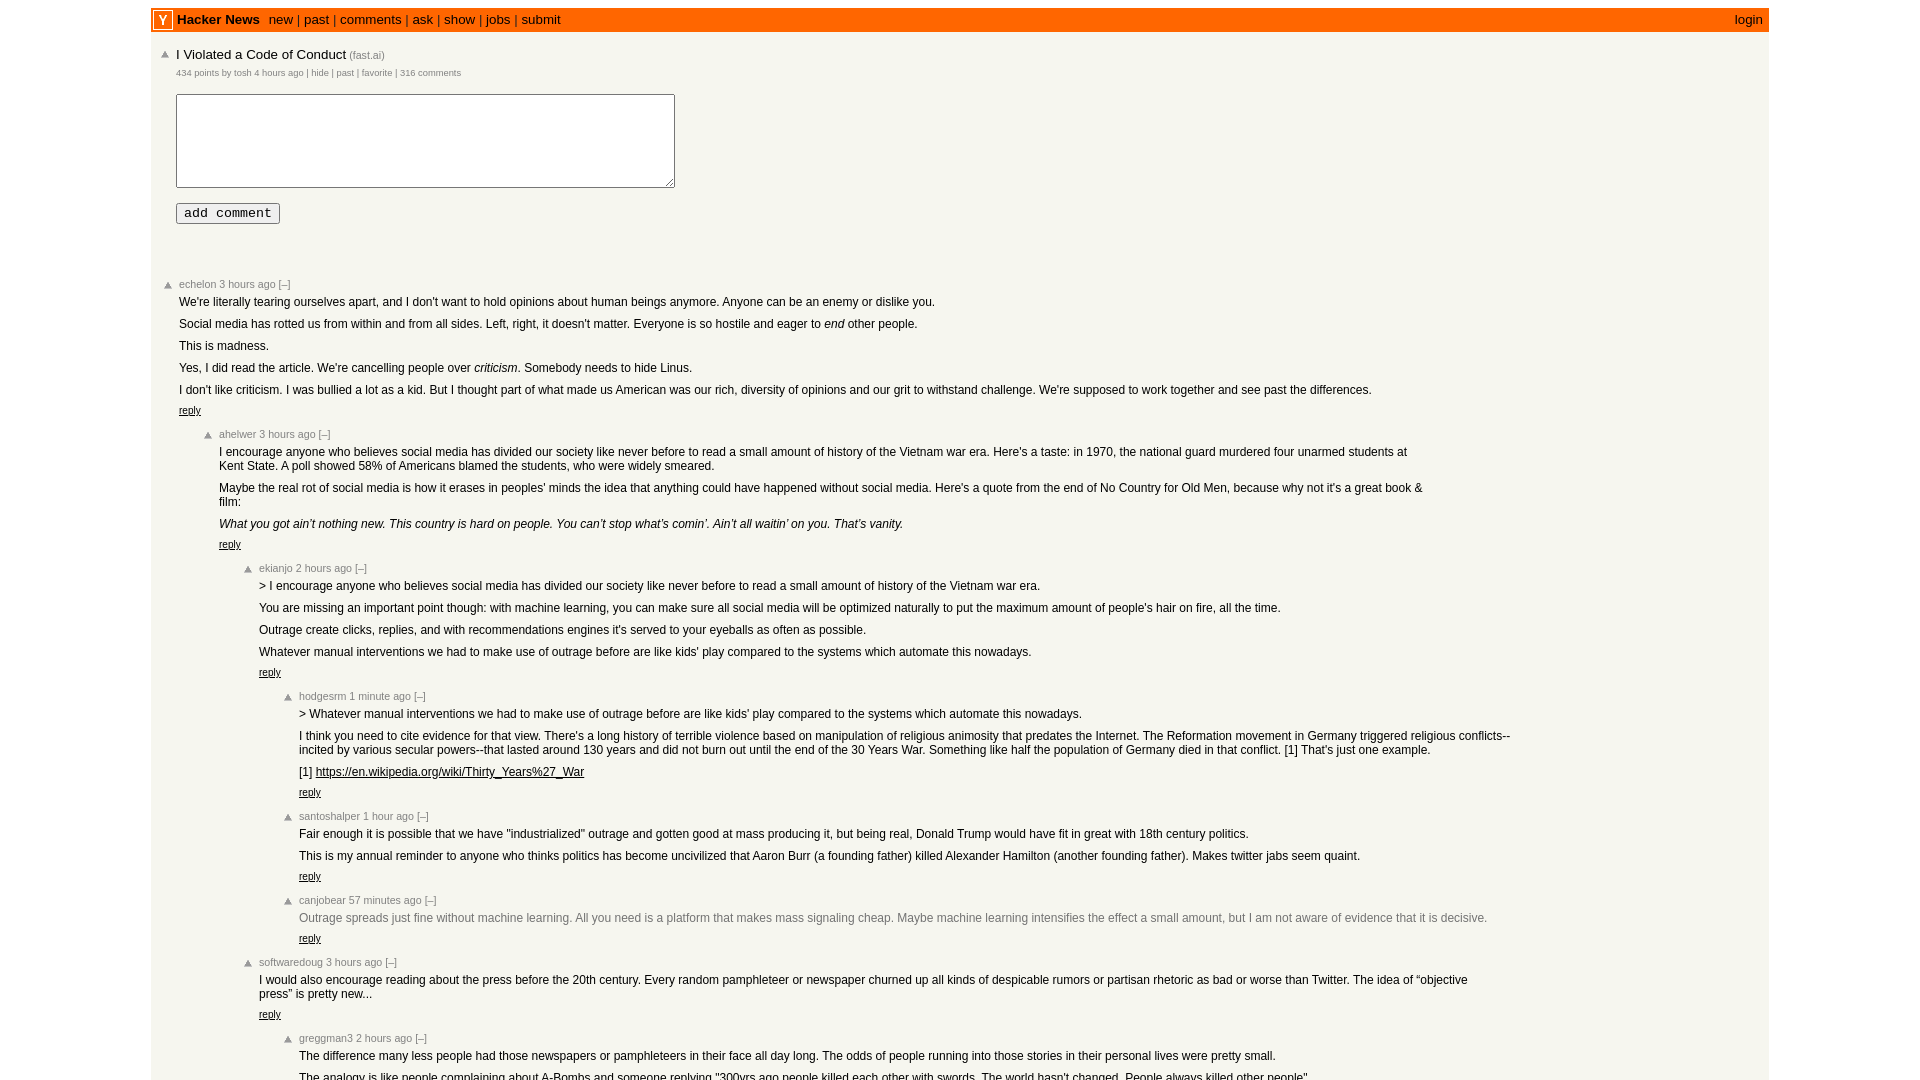 Y Hacker News new | past | comments | ask | show | jobs | submit login
I Violated a Code of Conduct (fast.ai)
434 points by tosh 4 hours ago | hide | past | favorite | 316 comments
add comment
echelon 3 hours ago [–]
We're literally tearing ourselves apart, and I don't want to hold opinions about human beings anymore. Anyone can be an enemy or dislike you.
Social media has rotted us from within and from all sides. Left, right, it doesn't matter. Everyone is so hostile and eager to end other people.
This is madness.
Yes, I did read the article. We're cancelling people over criticism. Somebody needs to hide Linus.
I don't like criticism. I was bullied a lot as a kid. But I thought part of what made us American was our rich, diversity of opinions and our grit to withstand challenge. We're supposed to work together and see past the differences.
reply
ahelwer 3 hours ago [–]
I encourage anyone who believes social media has divided our society like never before to read a small amount of history of the Vietnam war era. Here's a taste: in 1970, the national guard murdered four unarmed students at
Kent State. A poll showed 58% of Americans blamed the students, who were widely smeared.
Maybe the real rot of social media is how it erases in peoples' minds the idea that anything could have happened without social media. Here's a quote from the end of No Country for Old Men, because why not it's a great book &
film:
What you got ain't nothing new. This country is hard on people. You can't stop what's comin'. Ain't all waitin' on you. That's vanity.
reply
ekianjo 2 hours ago [–]
> I encourage anyone who believes social media has divided our society like never before to read a small amount of history of the Vietnam war era.
You are missing an important point though: with machine learning, you can make sure all social media will be optimized naturally to put the maximum amount of people's hair on fire, all the time.
Outrage create clicks, replies, and with recommendations engines it's served to your eyeballs as often as possible.
Whatever manual interventions we had to make use of outrage before are like kids' play compared to the systems which automate this nowadays.
reply
hodgesrm 1 minute ago [–]
> Whatever manual interventions we had to make use of outrage before are like kids' play compared to the systems which automate this nowadays.
I think you need to cite evidence for that view. There's a long history of terrible violence based on manipulation of religious animosity that predates the Internet. The Reformation movement in Germany triggered religious conflicts--
incited by various secular powers--that lasted around 130 years and did not burn out until the end of the 30 Years War. Something like half the population of Germany died in that conflict. [1] That's just one example.
[1] https://en.wikipedia.org/wiki/Thirty_Years%27_War
reply
santoshalper 1 hour ago [–]
Fair enough it is possible that we have "industrialized" outrage and gotten good at mass producing it, but being real, Donald Trump would have fit in great with 18th century politics.
This is my annual reminder to anyone who thinks politics has become uncivilized that Aaron Burr (a founding father) killed Alexander Hamilton (another founding father). Makes twitter jabs seem quaint.
reply
canjobear 57 minutes ago [–]
Outrage spreads just fine without machine learning. All you need is a platform that makes mass signaling cheap. Maybe machine learning intensifies the effect a small amount, but I am not aware of evidence that it is decisive.
reply
softwaredoug 3 hours ago [–]
I would also encourage reading about the press before the 20th century. Every random pamphleteer or newspaper churned up all kinds of despicable rumors or partisan rhetoric as bad or worse than Twitter. The idea of “objective
press” is pretty new...
reply
greggman3 2 hours ago [–]
The difference many less people had those newspapers or pamphleteers in their face all day long. The odds of people running into those stories in their personal lives were pretty small.
The analogy is like people complaining about A-Bombs and someone replying "300yrs ago people killed each other with swords. The world hasn't changed. People always killed other people"